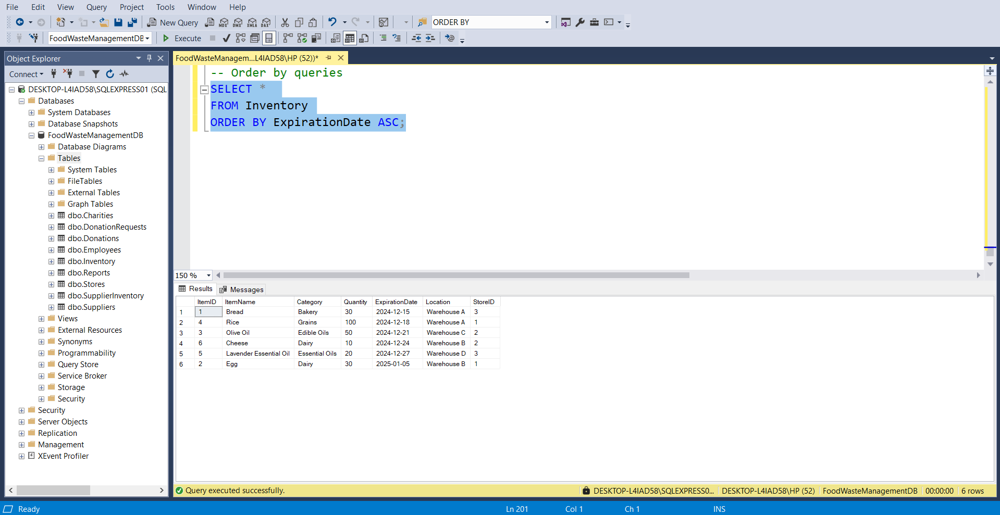 File Edit View Query Project Tools Window Help
New Query MDX DMX XMLA DAX ORDER BY
FoodWasteManagementDB Execute
Object Explorer
Connect
DESKTOP-L4IAD58\SQLEXPRESS01 (SQL
Databases
System Databases
Database Snapshots
FoodWasteManagementDB
Database Diagrams
Tables
System Tables
FileTables
External Tables
Graph Tables
dbo.Charities
dbo.DonationRequests
dbo.Donations
dbo.Employees
dbo.Inventory
dbo.Reports
dbo.Stores
dbo.SupplierInventory
dbo.Suppliers
Views
External Resources
Synonyms
Programmability
Query Store
Service Broker
Storage
Security
Security
Server Objects
Replication
Management
XEvent Profiler
FoodWasteManagem...L4IAD58\HP (52))*
-- Order by queries
SELECT *
FROM Inventory
ORDER BY ExpirationDate ASC;
150 %
Results Messages
ItemID ItemName Category Quantity ExpirationDate Location StoreID
1 1 Bread Bakery 30 2024-12-15 Warehouse A 3
2 4 Rice Grains 100 2024-12-18 Warehouse A 1
3 3 Olive Oil Edible Oils 50 2024-12-21 Warehouse C 2
4 6 Cheese Dairy 10 2024-12-24 Warehouse B 2
5 5 Lavender Essential Oil Essential Oils 20 2024-12-27 Warehouse D 3
6 2 Egg Dairy 30 2025-01-05 Warehouse B 1
Query executed successfully. DESKTOP-L4IAD58\SQLEXPRESS0... DESKTOP-L4IAD58\HP (52) FoodWasteManagementDB 00:00:00 6 rows
Ready Ln 201 Col 1 Ch 1 INS